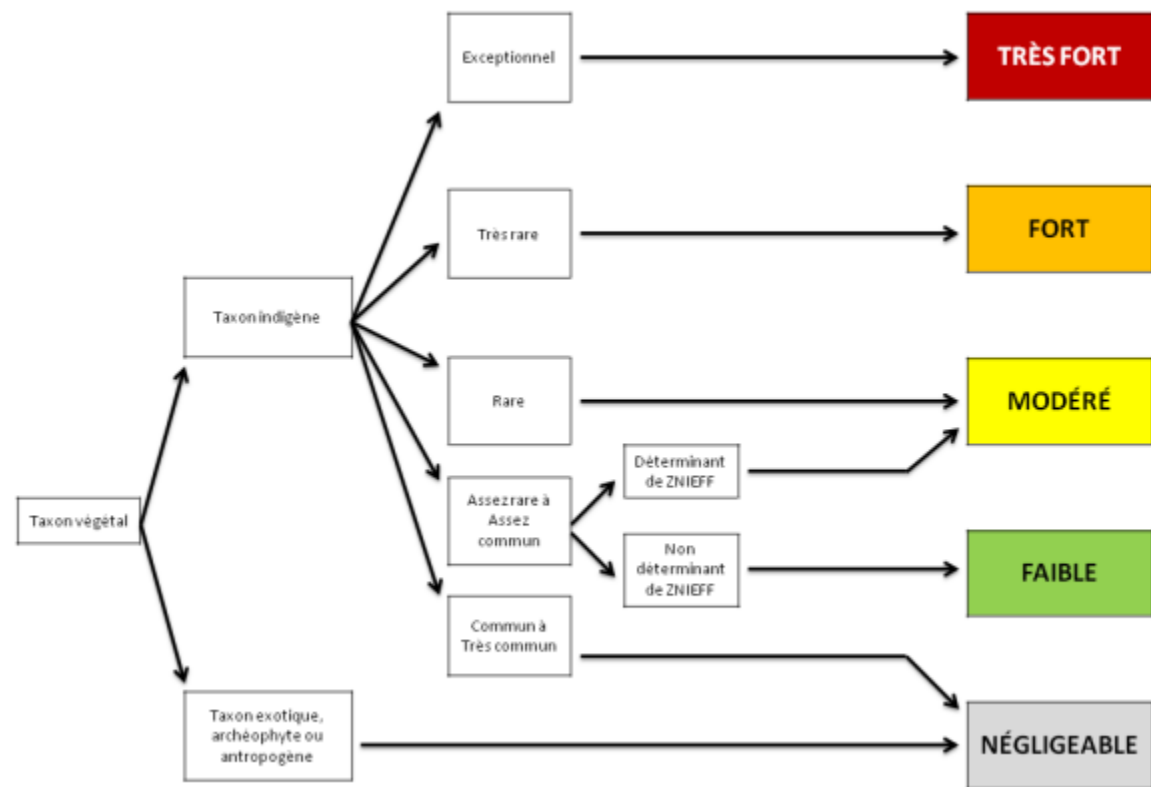 Exceptionnel
TRÈS FORT
Très rare
FORT
Taxon indigène
Rare
MODÉRÉ
Déterminant
de ZNIEFF
Assez rare à
Assez
commun
Taxon végétal
Non
déterminant
de ZNIEFF
FAIBLE
Commun à
Très commun
Taxon exotique,
archéophyte ou
antropogène
NÉGLIGEABLE